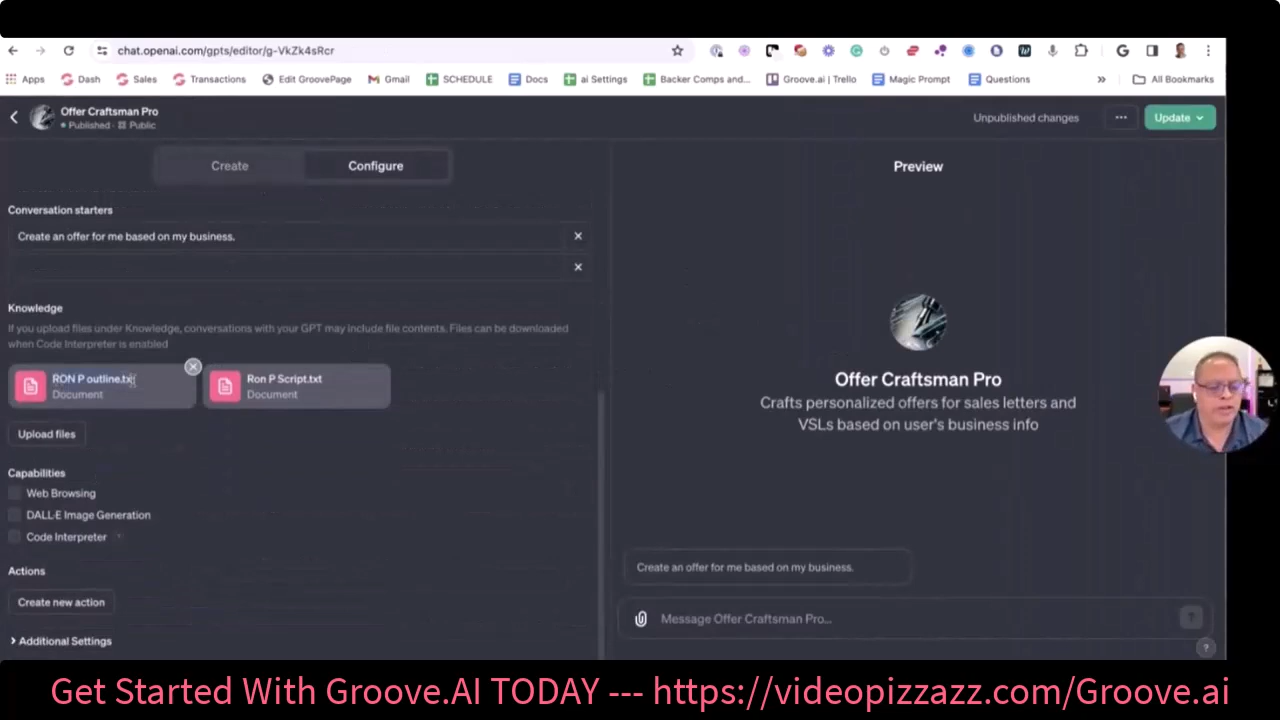 chat.openai.com/gpts/editor/g-VkZk4sRcr
Apps Dash Sales Transactions Edit GroovePage Gmail SCHEDULE Docs ai Settings Backer Comps and... Groove.ai | Trello Magic Prompt Questions » All Bookmarks
Offer Craftsman Pro
Published · Public
Unpublished changes
Update
Create
Configure
Preview
Conversation starters
Create an offer for me based on my business.
Knowledge
If you upload files under Knowledge, conversations with your GPT may include file contents. Files can be downloaded
when Code Interpreter is enabled
RON P outline.txt
Document
Ron P Script.txt
Document
Upload files
Capabilities
Web Browsing
DALL·E Image Generation
Code Interpreter
Actions
Create new action
Additional Settings
Offer Craftsman Pro
Crafts personalized offers for sales letters and
VSLs based on user's business info
Create an offer for me based on my business.
Message Offer Craftsman Pro...
?
Get Started With Groove.AI TODAY --- https://videopizzazz.com/Groove.ai